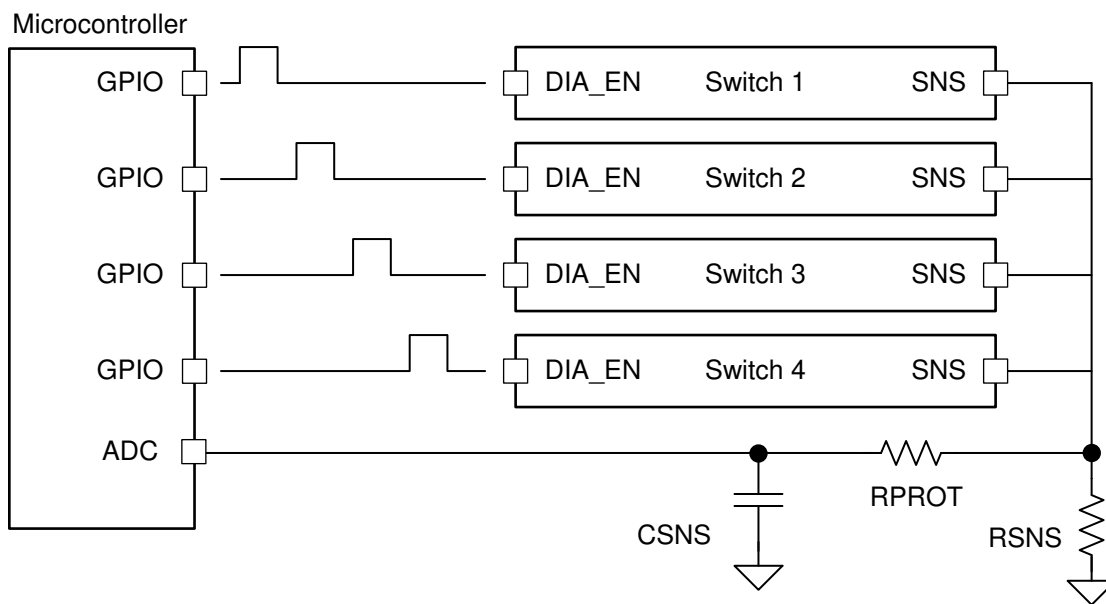 Microcontroller
GPIO DIA_EN Switch 1 SNS
GPIO DIA_EN Switch 2 SNS
GPIO DIA_EN Switch 3 SNS
GPIO DIA_EN Switch 4 SNS
ADC
RPROT
CSNS
RSNS